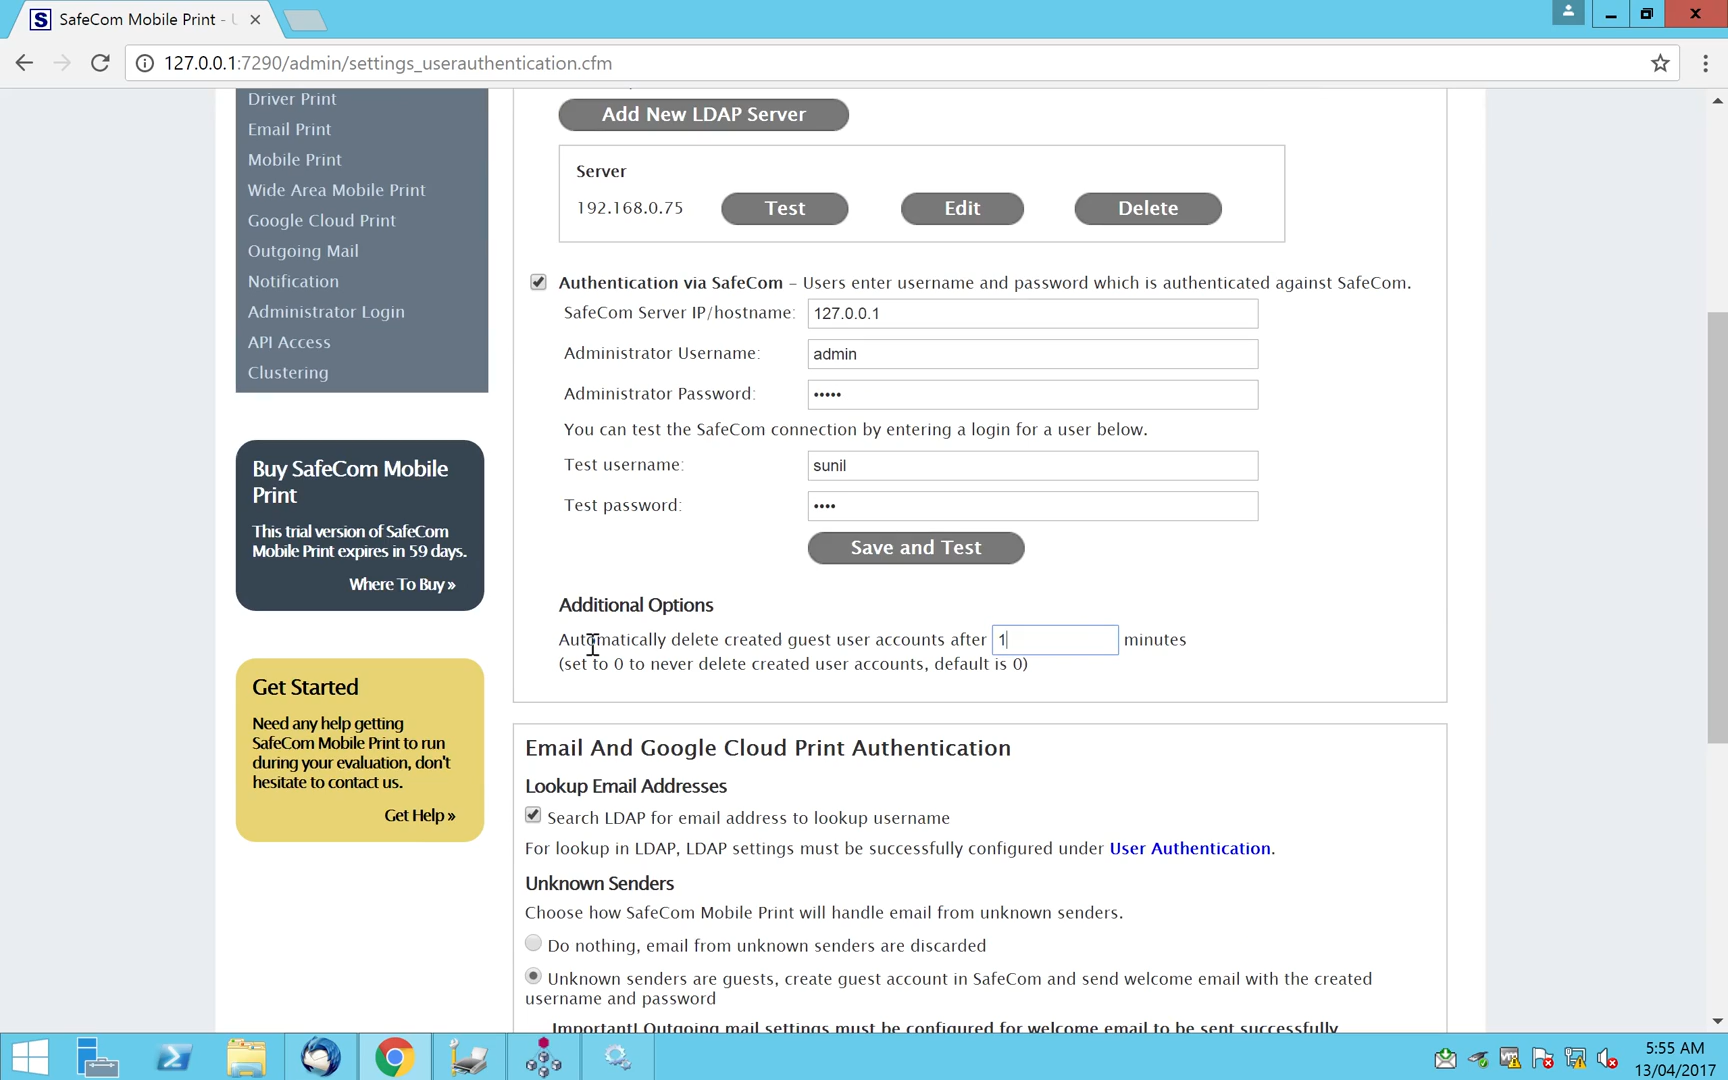 S SafeCom Mobile Print - U
127.0.0.1:7290/admin/settings_userauthentication.cfm
Driver Print
Email Print
Mobile Print
Wide Area Mobile Print
Google Cloud Print
Outgoing Mail
Notification
Administrator Login
API Access
Clustering
Buy SafeCom Mobile
Print
This trial version of SafeCom
Mobile Print expires in 59 days.
Where To Buy »
Get Started
Need any help getting
SafeCom Mobile Print to run
during your evaluation, don't
hesitate to contact us.
Get Help »
Add New LDAP Server
Server
192.168.0.75 Test Edit Delete
Authentication via SafeCom – Users enter username and password which is authenticated against SafeCom.
SafeCom Server IP/hostname: 127.0.0.1
Administrator Username: admin
Administrator Password: •••••
You can test the SafeCom connection by entering a login for a user below.
Test username: sunil
Test password: ••••
Save and Test
Additional Options
Automatically delete created guest user accounts after 1 minutes
(set to 0 to never delete created user accounts, default is 0)
Email And Google Cloud Print Authentication
Lookup Email Addresses
Search LDAP for email address to lookup username
For lookup in LDAP, LDAP settings must be successfully configured under User Authentication.
Unknown Senders
Choose how SafeCom Mobile Print will handle email from unknown senders.
Do nothing, email from unknown senders are discarded
Unknown senders are guests, create guest account in SafeCom and send welcome email with the created
username and password
Important! Outgoing mail settings must be configured for welcome email to be sent successfully
5:55 AM
13/04/2017